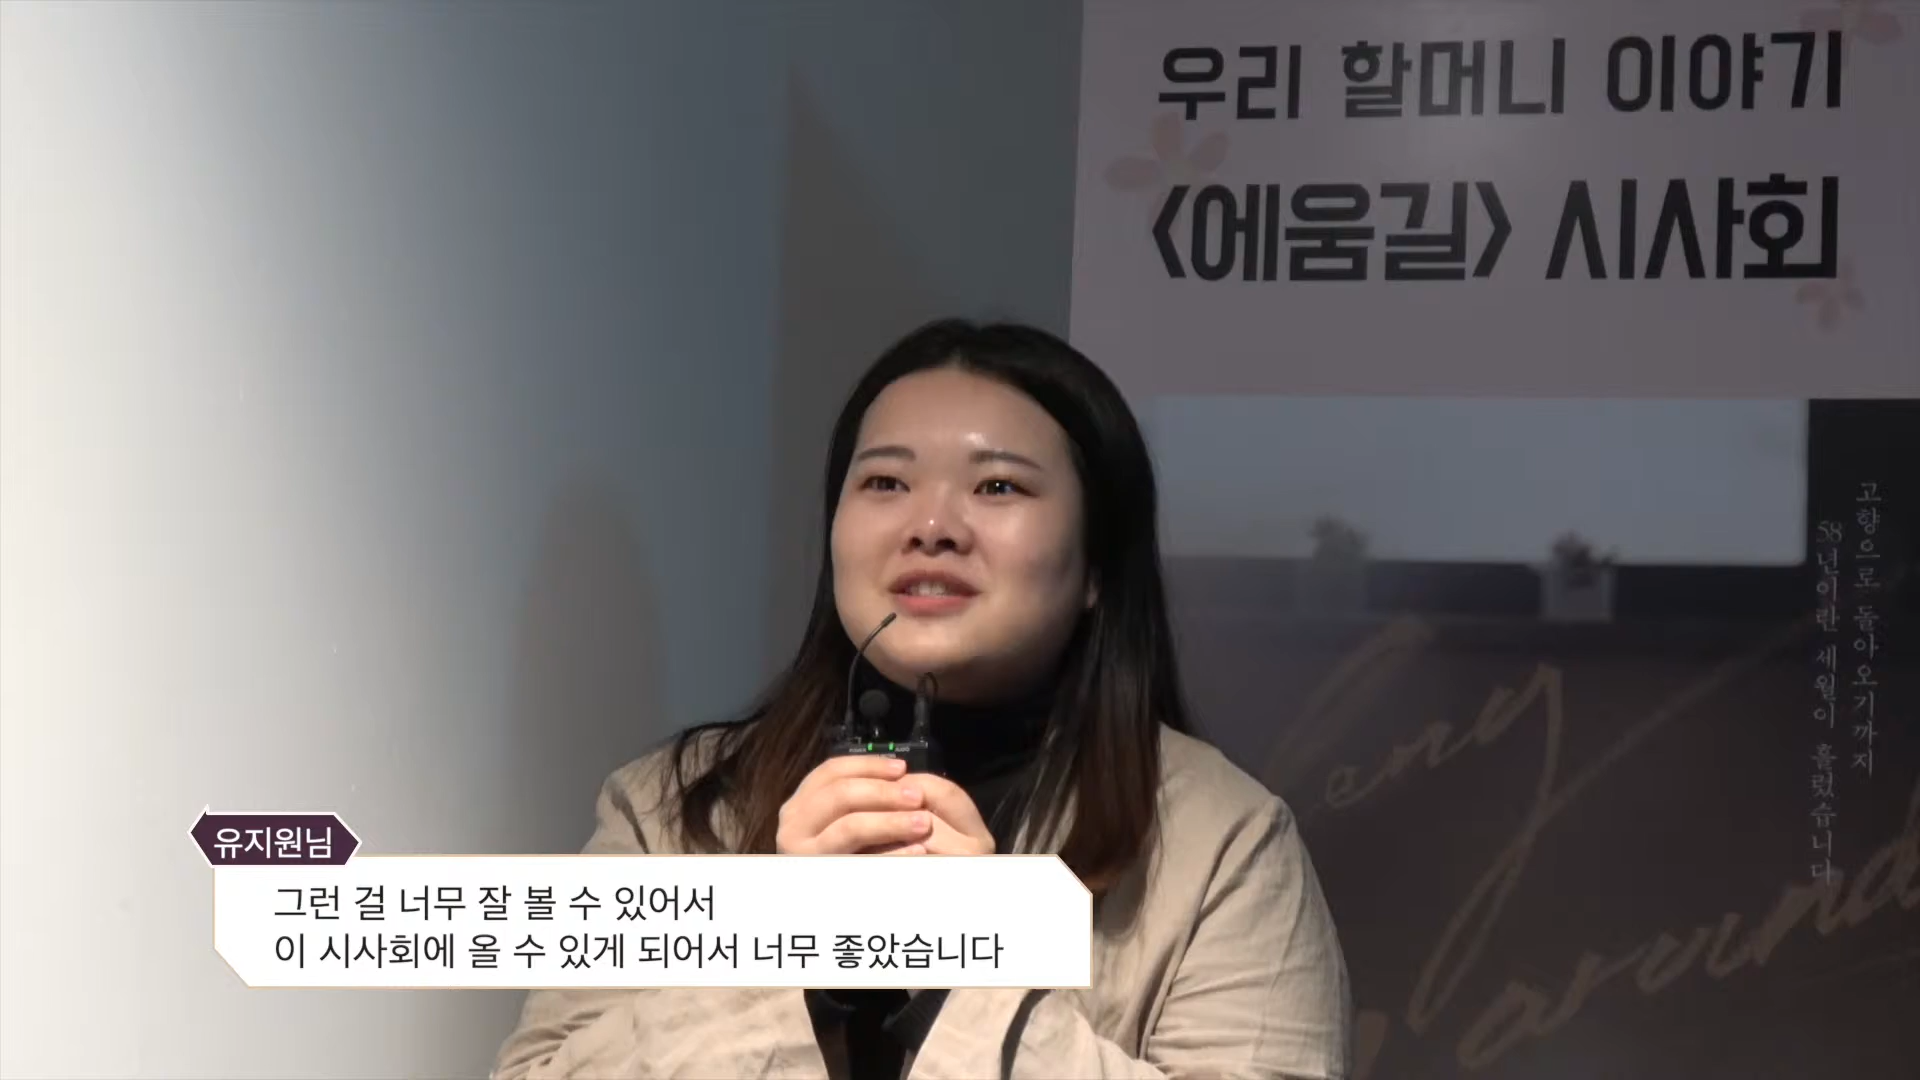 우리 할머니 이야기
<에움길> 시사회
고향으로 돌아오기까지
58년이란 세월이 흘렀습니다
유지원님
그런 걸 너무 잘 볼 수 있어서
이 시사회에 올 수 있게 되어서 너무 좋았습니다